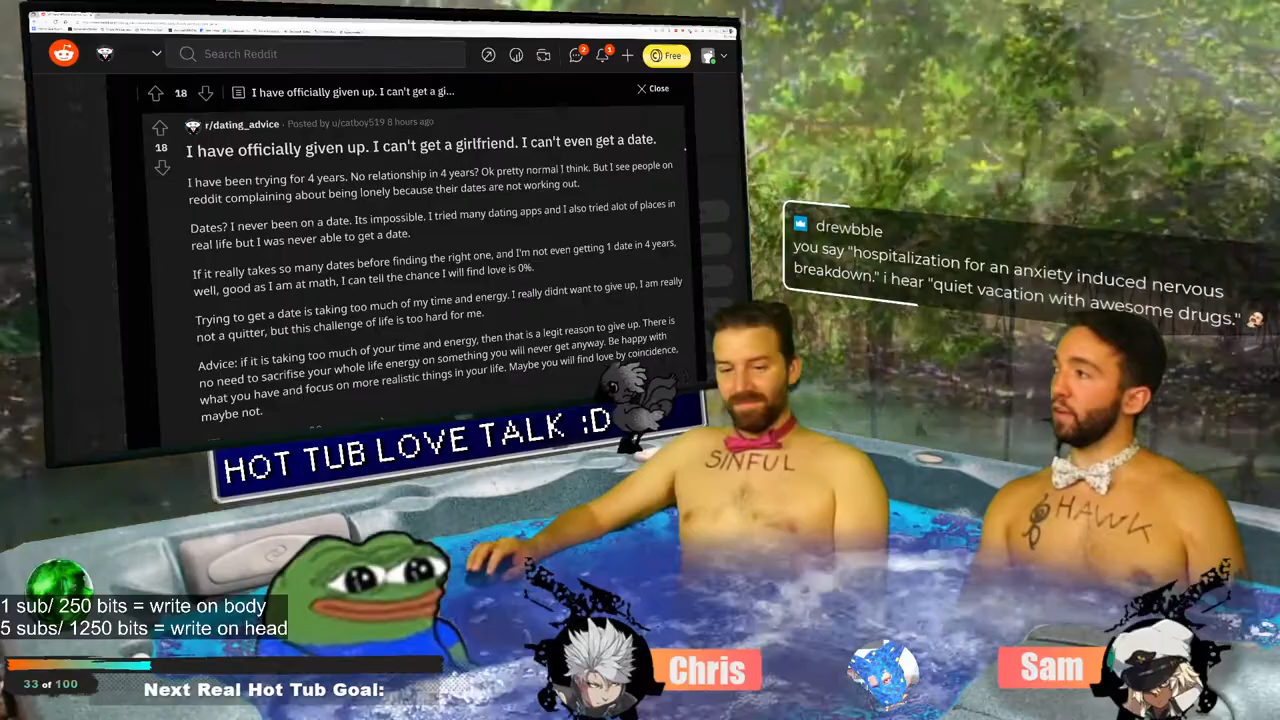 Search Reddit
2
1
Free
18
I have officially given up. I can't get a gi...
Close
r/dating_advice · Posted by u/catboy519 8 hours ago
18
I have officially given up. I can't get a girlfriend. I can't even get a date.
I have been trying for 4 years. No relationship in 4 years? Ok pretty normal I think. But I see people on
reddit complaining about being lonely because their dates are not working out.
Dates? I never been on a date. Its impossible. I tried many dating apps and I also tried alot of places in
real life but I was never able to get a date.
If it really takes so many dates before finding the right one, and I'm not even getting 1 date in 4 years,
well, good as I am at math, I can tell the chance I will find love is 0%.
Trying to get a date is taking too much of my time and energy. I really didnt want to give up, I am really
not a quitter, but this challenge of life is too hard for me.
Advice: if it is taking too much of your time and energy, then that is a legit reason to give up. There is
no need to sacrifise your whole life energy on something you will never get anyway. Be happy with
what you have and focus on more realistic things in your life. Maybe you will find love by coincidence,
maybe not.
HOT TUB LOVE TALK :D
drewbble
you say "hospitalization for an anxiety induced nervous
breakdown." i hear "quiet vacation with awesome drugs."
SINFUL
HAWK
1 sub/ 250 bits = write on body
5 subs/ 1250 bits = write on head
33 of 100
Next Real Hot Tub Goal:
Chris
Sam